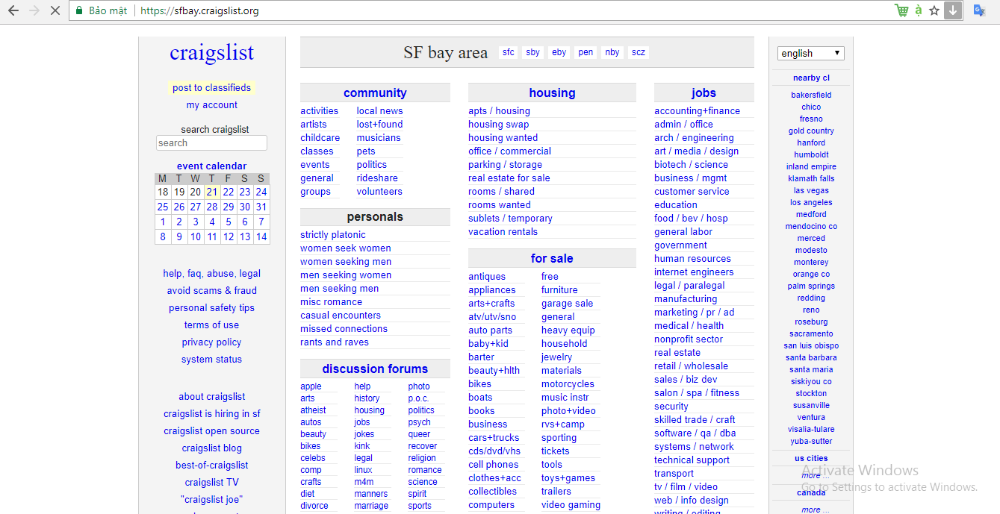 Bảo mật https://sfbay.craigslist.org
craigslist
post to classifieds
my account
search craigslist
search
event calendar
M T W T F S S
18 19 20 21 22 23 24
25 26 27 28 29 30 31
1 2 3 4 5 6 7
8 9 10 11 12 13 14
help, faq, abuse, legal
avoid scams & fraud
personal safety tips
terms of use
privacy policy
system status
about craigslist
craigslist is hiring in sf
craigslist open source
craigslist blog
best-of-craigslist
craigslist TV
"craigslist joe"
SF bay area sfc sby eby pen nby scz
community
activities local news
artists lost+found
childcare musicians
classes pets
events politics
general rideshare
groups volunteers
personals
strictly platonic
women seek women
women seeking men
men seeking women
men seeking men
misc romance
casual encounters
missed connections
rants and raves
discussion forums
apple help photo
arts history p.o.c.
atheist housing politics
autos jobs psych
beauty jokes queer
bikes kink recover
celebs legal religion
comp linux romance
crafts m4m science
diet manners spirit
divorce marriage sports
housing
apts / housing
housing swap
housing wanted
office / commercial
parking / storage
real estate for sale
rooms / shared
rooms wanted
sublets / temporary
vacation rentals
for sale
antiques free
appliances furniture
arts+crafts garage sale
atv/utv/sno general
auto parts heavy equip
baby+kid household
barter jewelry
beauty+hlth materials
bikes motorcycles
boats music instr
books photo+video
business rvs+camp
cars+trucks sporting
cds/dvd/vhs tickets
cell phones tools
clothes+acc toys+games
collectibles trailers
computers video gaming
jobs
accounting+finance
admin / office
arch / engineering
art / media / design
biotech / science
business / mgmt
customer service
education
food / bev / hosp
general labor
government
human resources
internet engineers
legal / paralegal
manufacturing
marketing / pr / ad
medical / health
nonprofit sector
real estate
retail / wholesale
sales / biz dev
salon / spa / fitness
security
skilled trade / craft
software / qa / dba
systems / network
technical support
transport
tv / film / video
web / info design
writing / editing
english
nearby cl
bakersfield
chico
fresno
gold country
hanford
humboldt
inland empire
klamath falls
las vegas
los angeles
medford
mendocino co
merced
modesto
monterey
orange co
palm springs
redding
reno
roseburg
sacramento
san luis obispo
santa barbara
santa maria
siskiyou co
stockton
susanville
ventura
visalia-tulare
yuba-sutter
us cities
more ...
canada
more ...
Activate Windows
Go to Settings to activate Windows.